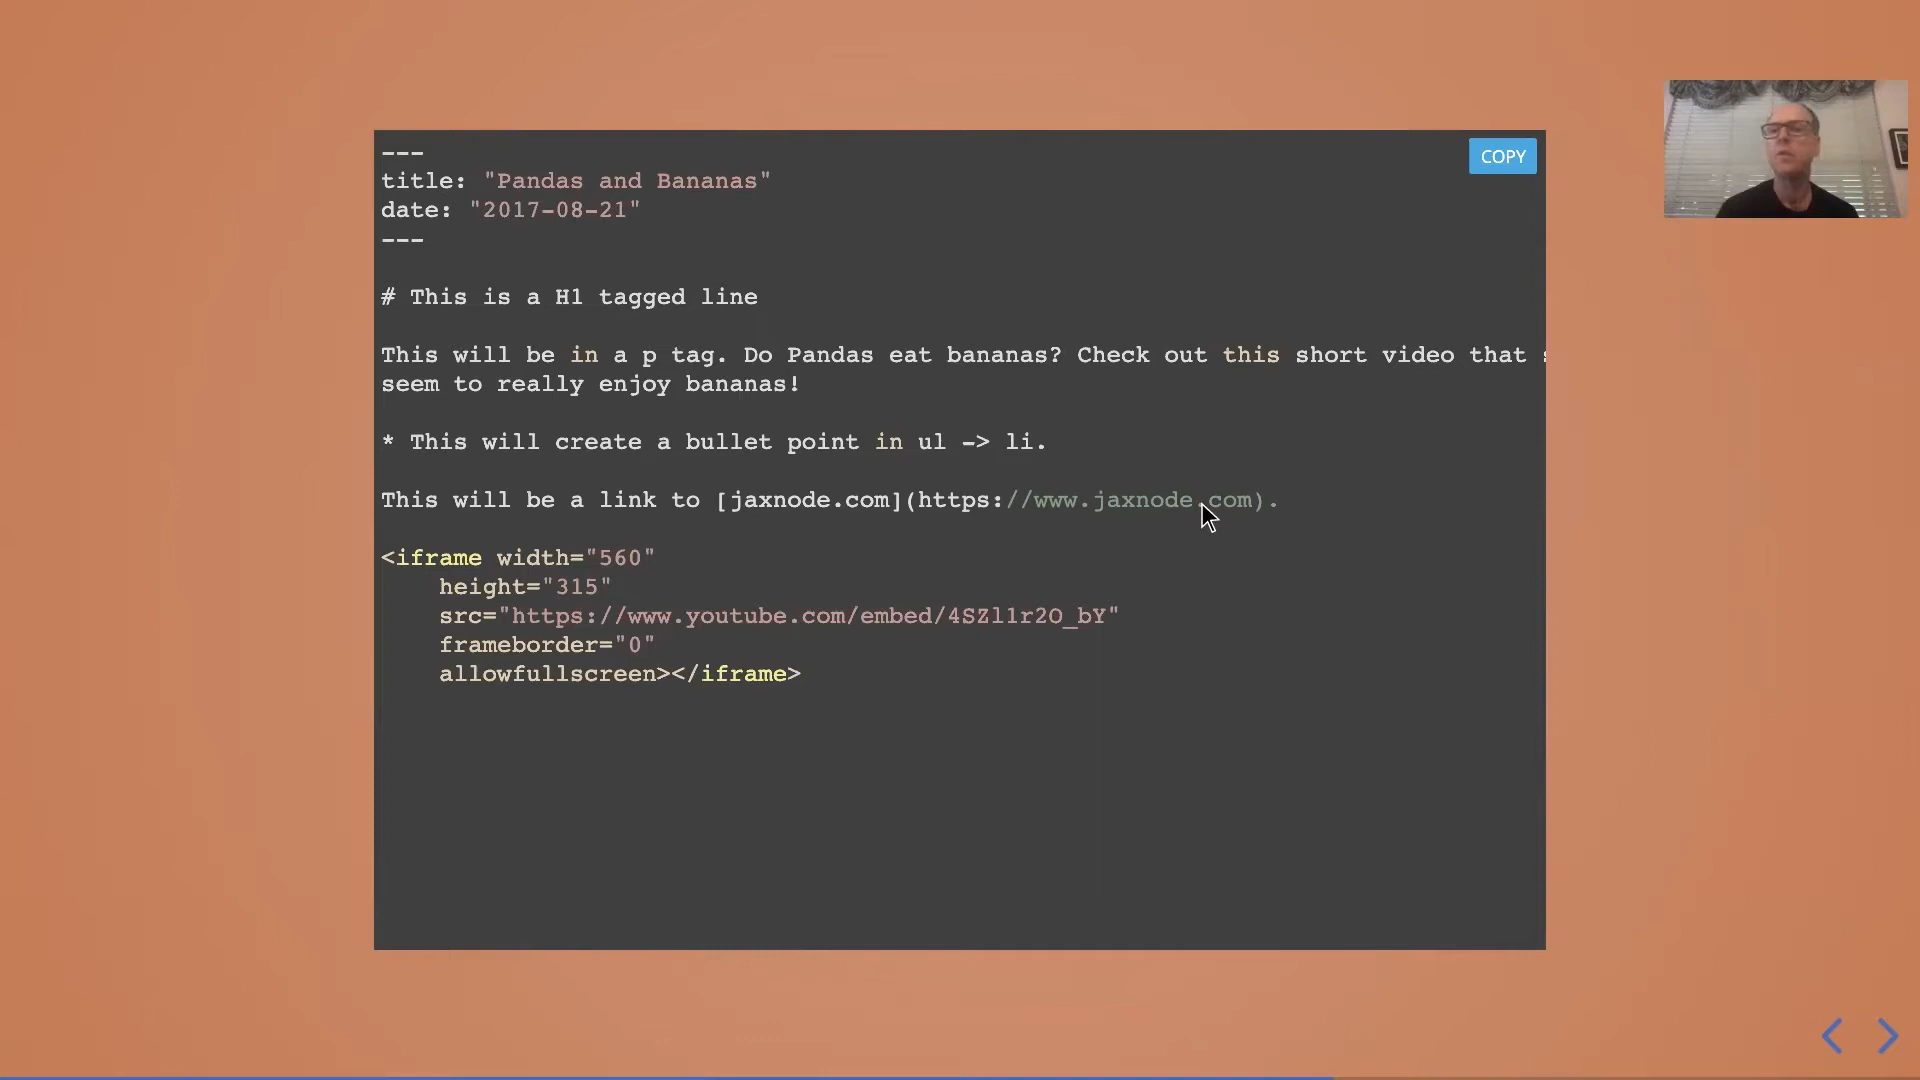 ---
COPY
title: "Pandas and Bananas"
date: "2017-08-21"
---
# This is a H1 tagged line
This will be in a p tag. Do Pandas eat bananas? Check out this short video that
seem to really enjoy bananas!
* This will create a bullet point in ul -> li.
This will be a link to [jaxnode.com](https://www.jaxnode.com).
<iframe width="560"
height="315"
src="https://www.youtube.com/embed/4SZl1r2O_bY"
frameborder="0"
allowfullscreen></iframe>